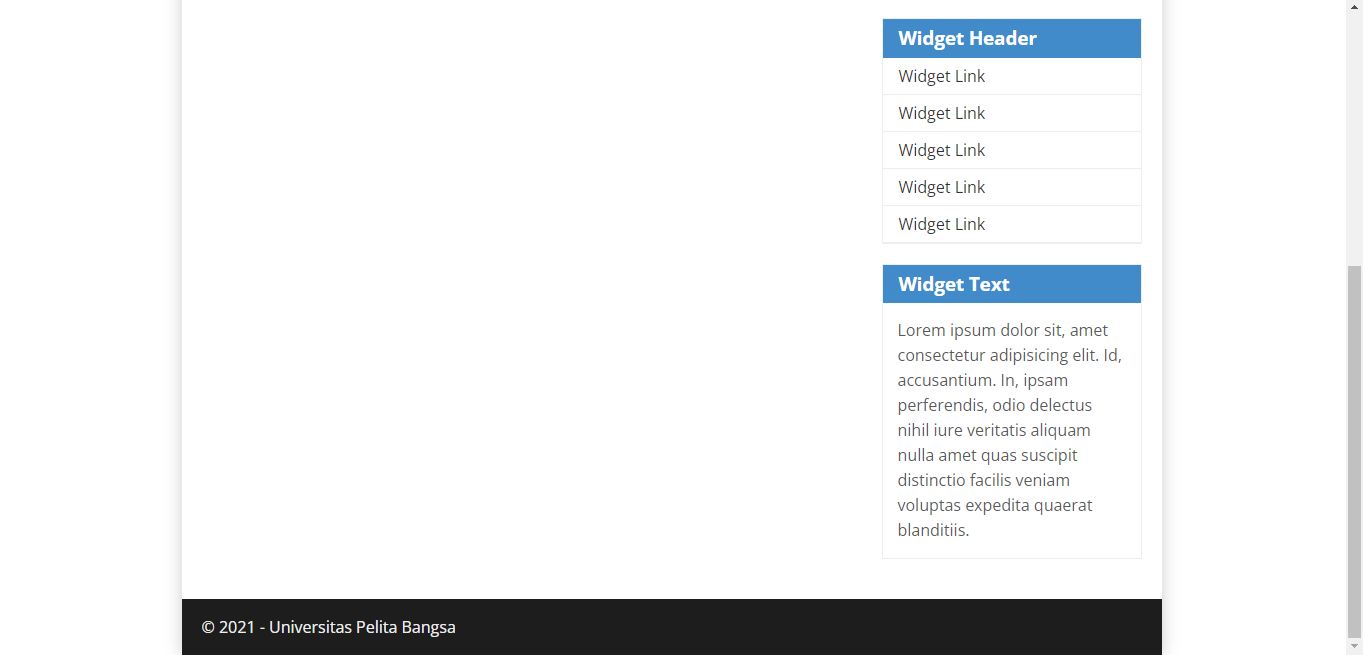 Widget Header
Widget Link
Widget Link
Widget Link
Widget Link
Widget Link
Widget Text
Lorem ipsum dolor sit, amet
consectetur adipisicing elit. Id,
accusantium. In, ipsam
perferendis, odio delectus
nihil iure veritatis aliquam
nulla amet quas suscipit
distinctio facilis veniam
voluptas expedita quaerat
blanditiis.
© 2021 - Universitas Pelita Bangsa